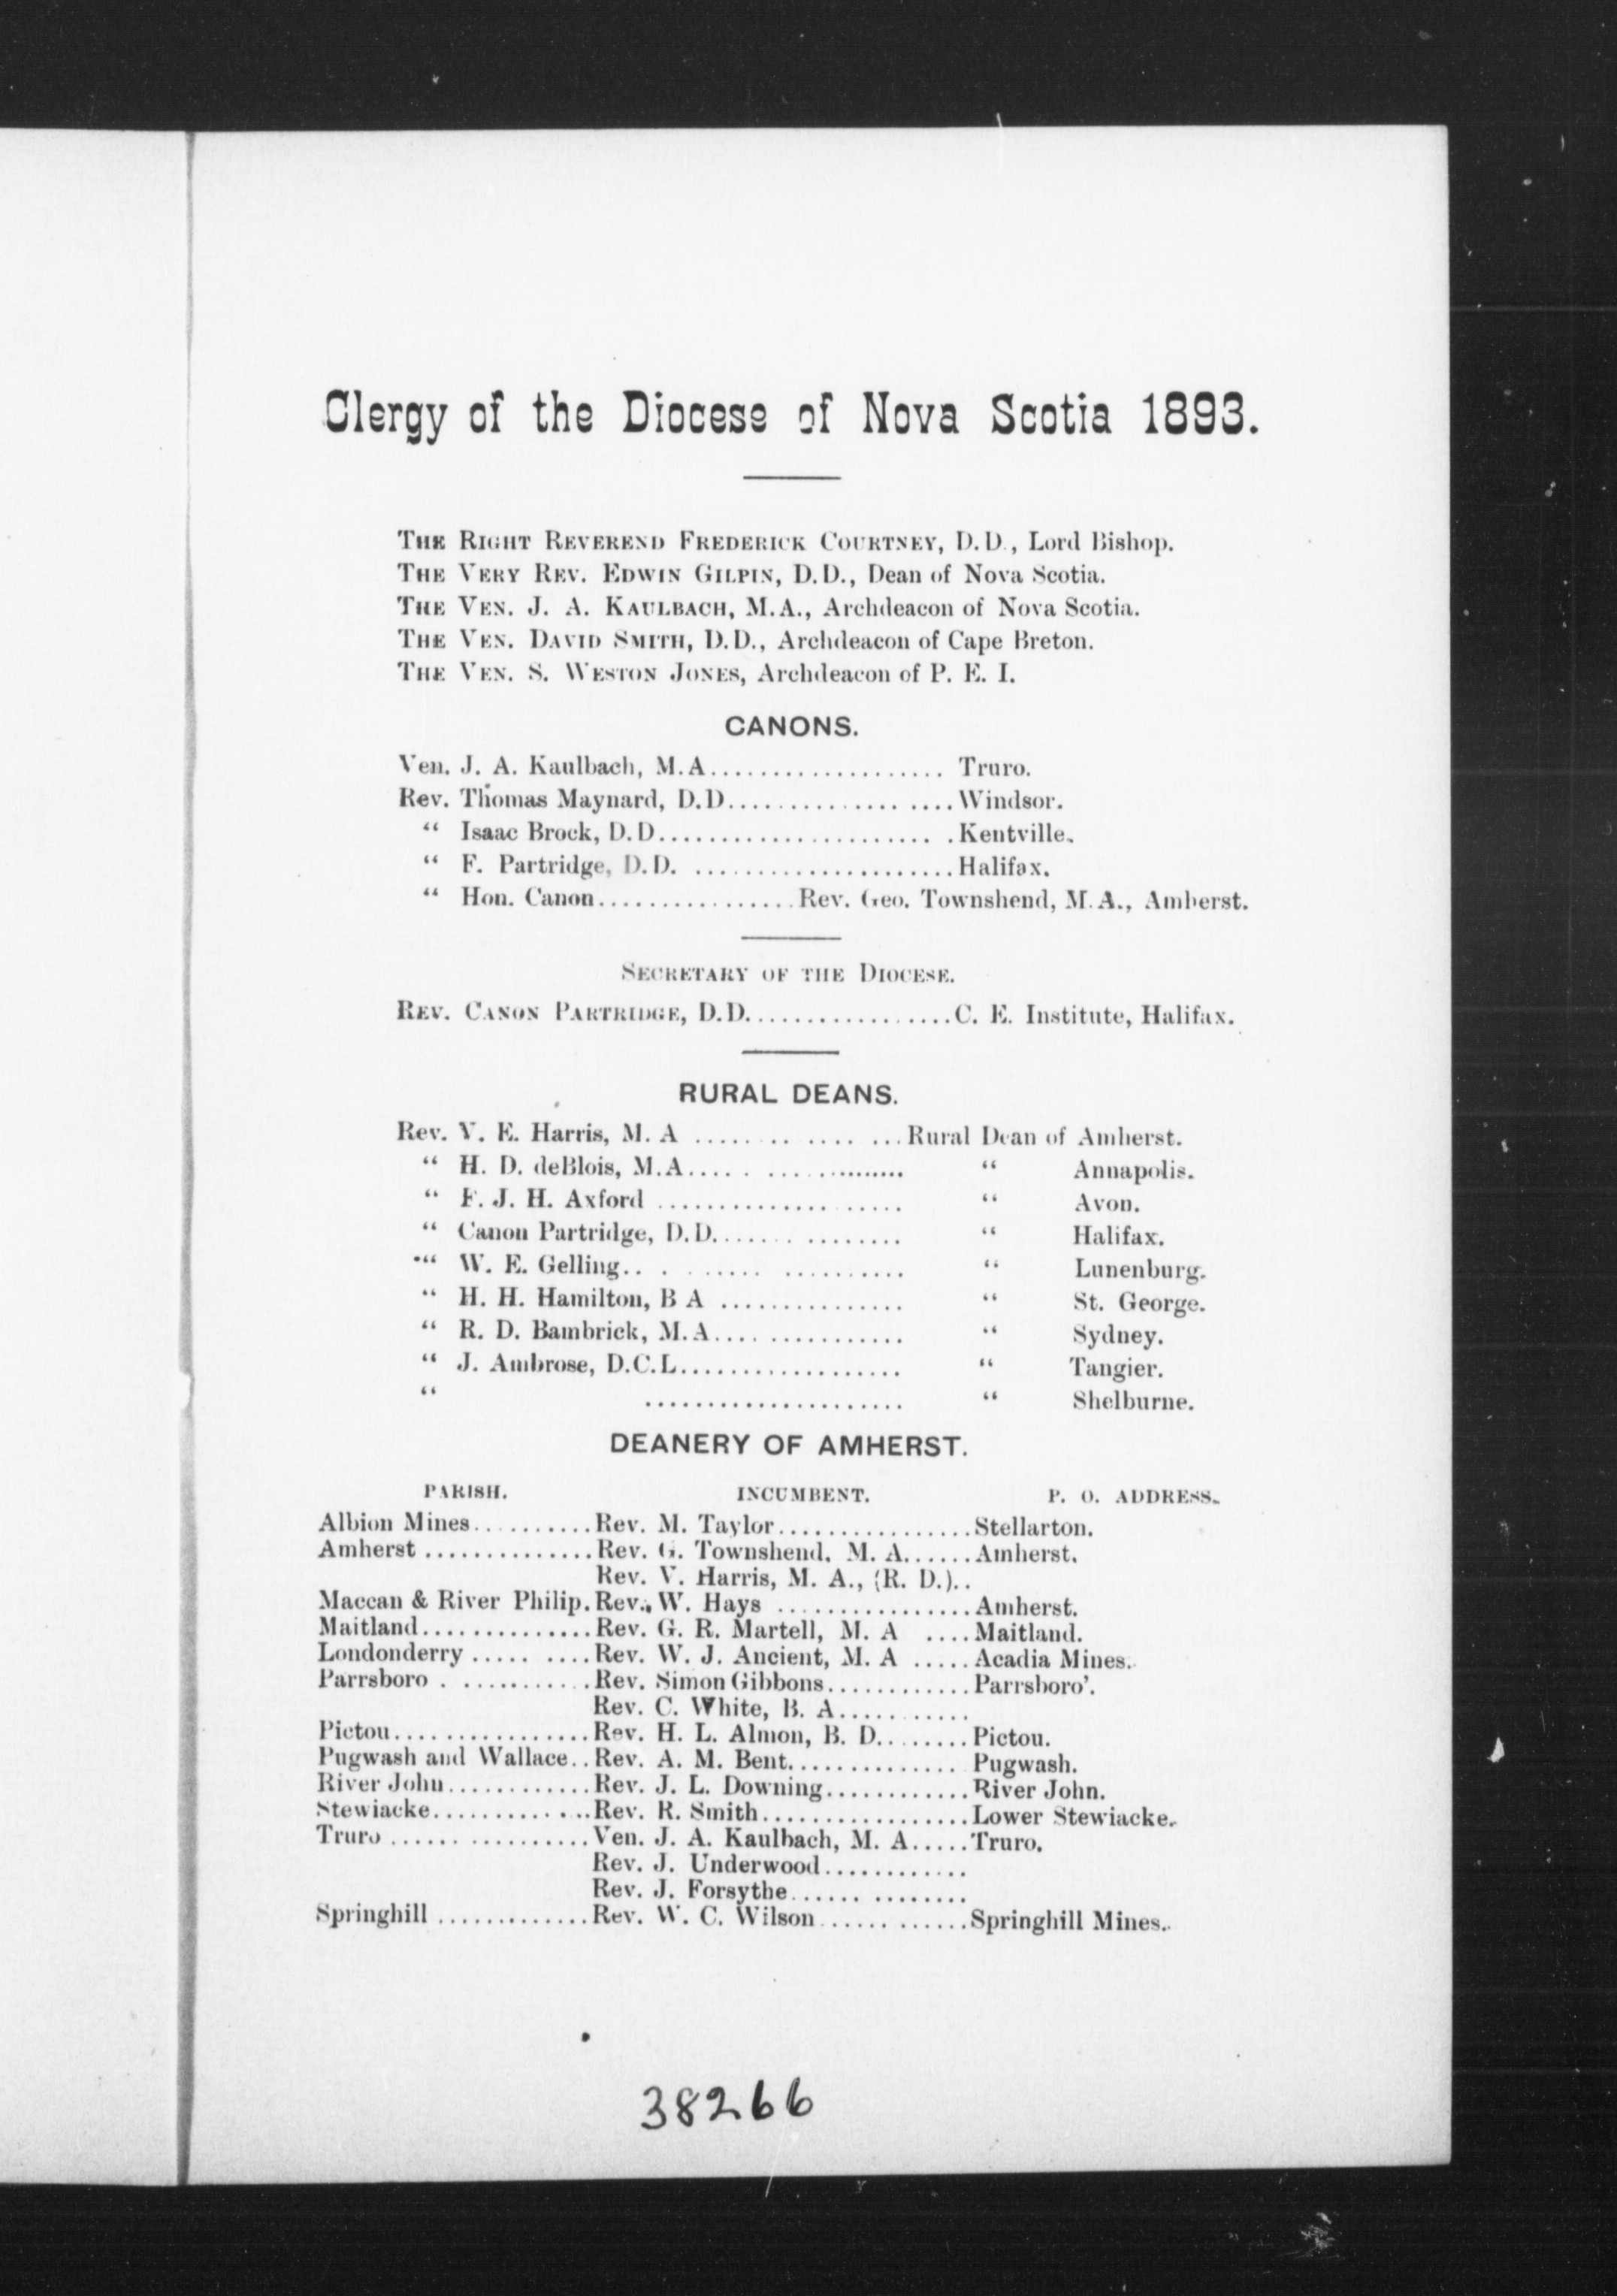 Clergy of the Diocese of Nova Scotia 1893.
THE RIGHT REVEREND FREDERICK COURTNEY, D.D., Lord Bishop.
THE VERY REV. EDWIN GILPIN, D.D., Dean of Nova Scotia.
THE VEN. J. A. KAULBACH, M.A., Archdeacon of Nova Scotia.
THE VEN. DAVID SMITH, D.D., Archdeacon of Cape Breton.
THE VEN. S. WESTON JONES, Archdeacon of P. E. I.
CANONS.
Ven. J. A. Kaulbach, M.A................... Truro.
Rev. Thomas Maynard, D.D................. ....Windsor.
“ Isaac Brock, D.D...................... . .Kentville.
“ F. Partridge, D.D. .....................Halifax.
“ Hon. Canon................Rev. Geo. Townshend, M.A., Amherst.
SECRETARY OF THE DIOCESE.
REV. CANON PARTRIDGE, D.D.................C. E. Institute, Halifax.
RURAL DEANS.
Rev. V. E. Harris, M. A ..... .. .... ...Rural Dean of Amherst.
“ H. D. deBlois, M.A.... . ............. “ Annapolis.
“ F. J. H. Axford .................... “ Avon.
“ Canon Partridge, D.D...... ........ “ Halifax.
“ W. E. Gelling.. . ...... .......... “ Lunenburg.
“ H. H. Hamilton, B A ............... “ St. George.
“ R. D. Bambrick, M.A............... “ Sydney.
“ J. Ambrose, D.C.L.................. “ Tangier.
“ ..................... “ Shelburne.
DEANERY OF AMHERST.
PARISH. INCUMBENT. P. O. ADDRESS.
Albion Mines..........Rev. M. Taylor................Stellarton.
Amherst ..............Rev. G. Townshend, M. A......Amherst.
Rev. V. Harris, M. A., (R. D.)..
Maccan & River Philip.Rev. W. Hays ................Amherst.
Maitland..............Rev. G. R. Martell, M. A ....Maitland.
Londonderry ..... ....Rev. W. J. Ancient, M. A .....Acadia Mines.
Parrsboro . ...........Rev. Simon Gibbons............Parrsboro’.
Rev. C. White, B. A...........
Pictou................Rev. H. L. Almon, B. D........Pictou.
Pugwash and Wallace..Rev. A. M. Bent.............. Pugwash.
River John............Rev. J. L. Downing............River John.
Stewiacke.............Rev. R. Smith.................Lower Stewiacke.
Truro ...... ..........Ven. J. A. Kaulbach, M. A.....Truro.
Rev. J. Underwood............
Rev. J. Forsythe...... ........
Springhill .............Rev. W. C. Wilson............Springhill Mines.
38266